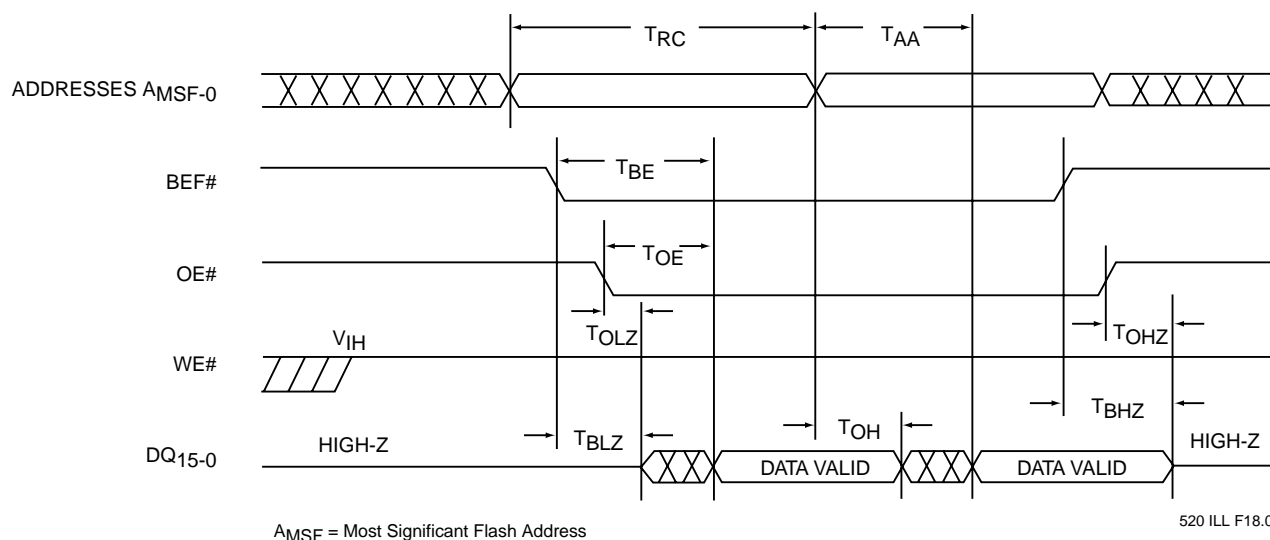 TRC TAA
ADDRESSES AMSF-0
TBE
BEF#
TOE
OE#
TOLZ TOHZ
VIH
WE#
TBLZ TOH TBHZ
HIGH-Z HIGH-Z
DQ15-0
DATA VALID DATA VALID
AMSF = Most Significant Flash Address
520 ILL F18.0